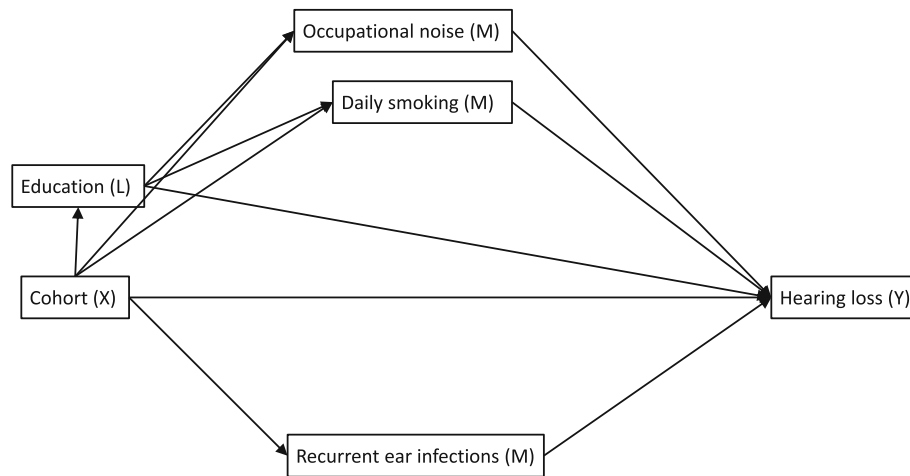 Occupational noise (M)
Daily smoking (M)
Education (L)
Cohort (X)
Hearing loss (Y)
Recurrent ear infections (M)